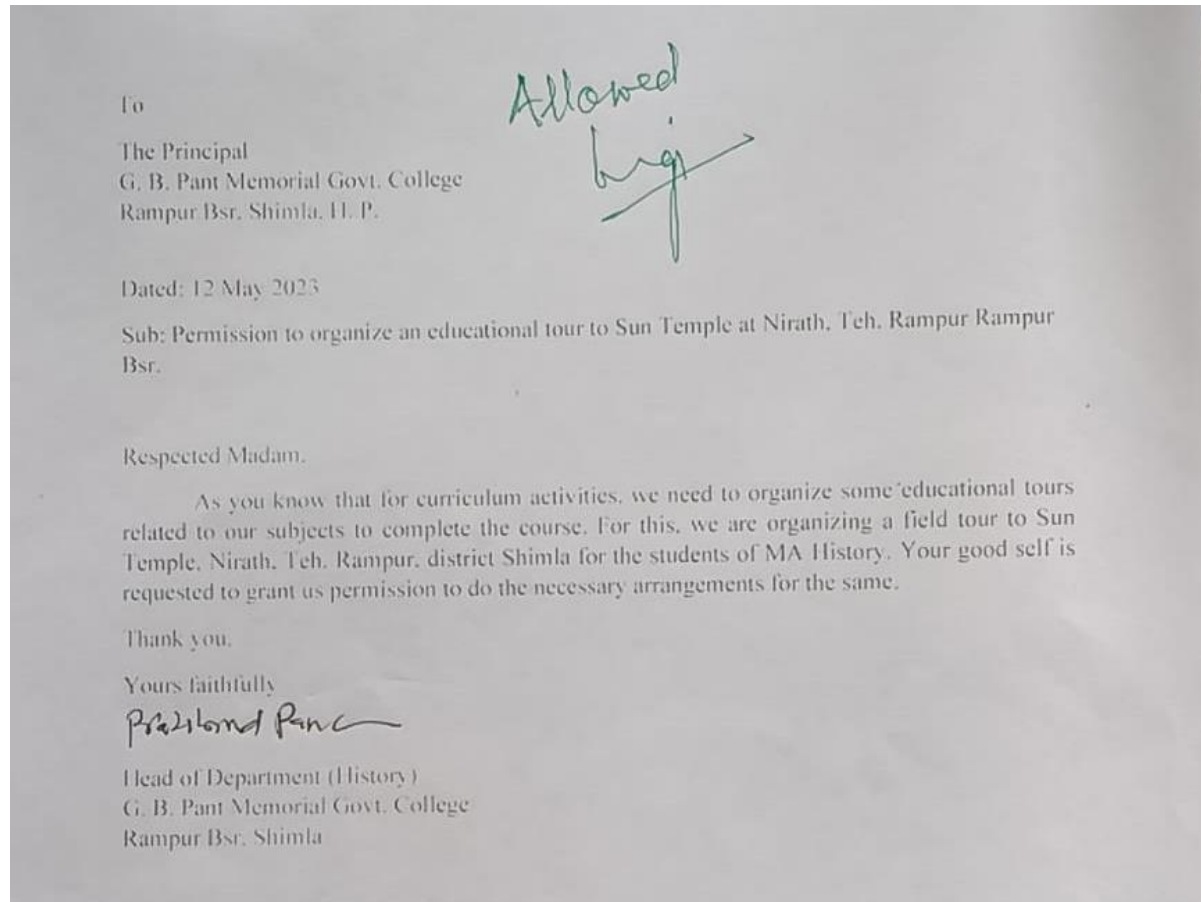 Allowed
To
The Principal
G. B. Pant Memorial Govt. College
Rampur Bsr. Shimla. H. P.
Dated: 12 May 2023
Sub: Permission to organize an educational tour to Sun Temple at Nirath, Teh. Rampur Rampur
Bsr.
Respected Madam.
As you know that for curriculum activities, we need to organize some educational tours
related to our subjects to complete the course. For this, we are organizing a field tour to Sun
Temple, Nirath, Teh. Rampur, district Shimla for the students of MA History. Your good self is
requested to grant us permission to do the necessary arrangements for the same.
Thank you.
Yours faithfully
Head of Department (History)
G. B. Pant Memorial Govt. College
Rampur Bsr. Shimla